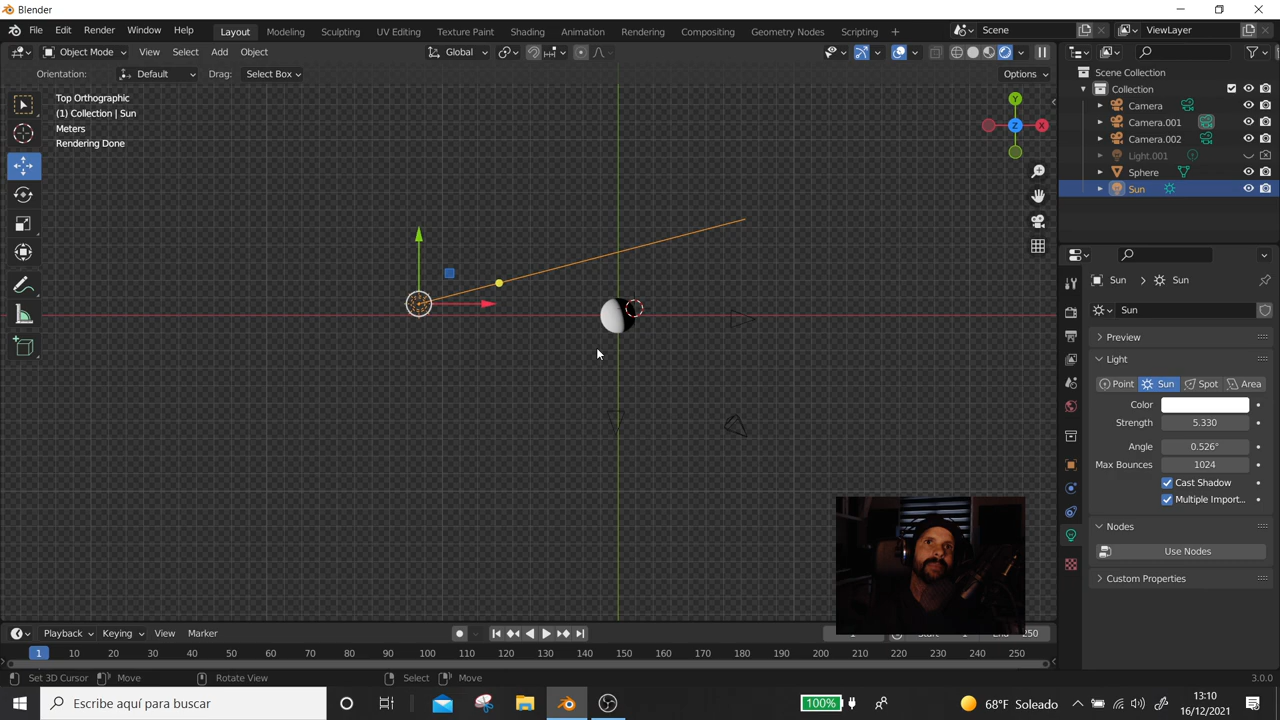 Blender
File Edit Render Window Help Layout Modeling Sculpting UV Editing Texture Paint Shading Animation Rendering Compositing Geometry Nodes Scripting + Scene ViewLayer
Object Mode View Select Add Object Global
Orientation: Default Drag: Select Box Options
Top Orthographic
(1) Collection | Sun
Meters
Rendering Done
Y
Z X
Scene Collection
Collection
Camera
Camera.001
Camera.002
Light.001
Sphere
Sun
Sun Sun
Sun
Preview
Light
Point Sun Spot Area
Color
Strength 5.330
Angle 0.526°
Max Bounces 1024
Cast Shadow
Multiple Import...
Nodes
Use Nodes
Custom Properties
Playback Keying View Marker 1 Start 1 End 250
1 10 20 30 40 50 60 70 80 90 100 110 120 130 140 150 160 170 180 190 200 210 220 230 240 250
Set 3D Cursor Move Rotate View Select Move 3.0.0
Escribe aquí para buscar 100% 68°F Soleado 13:10
16/12/2021